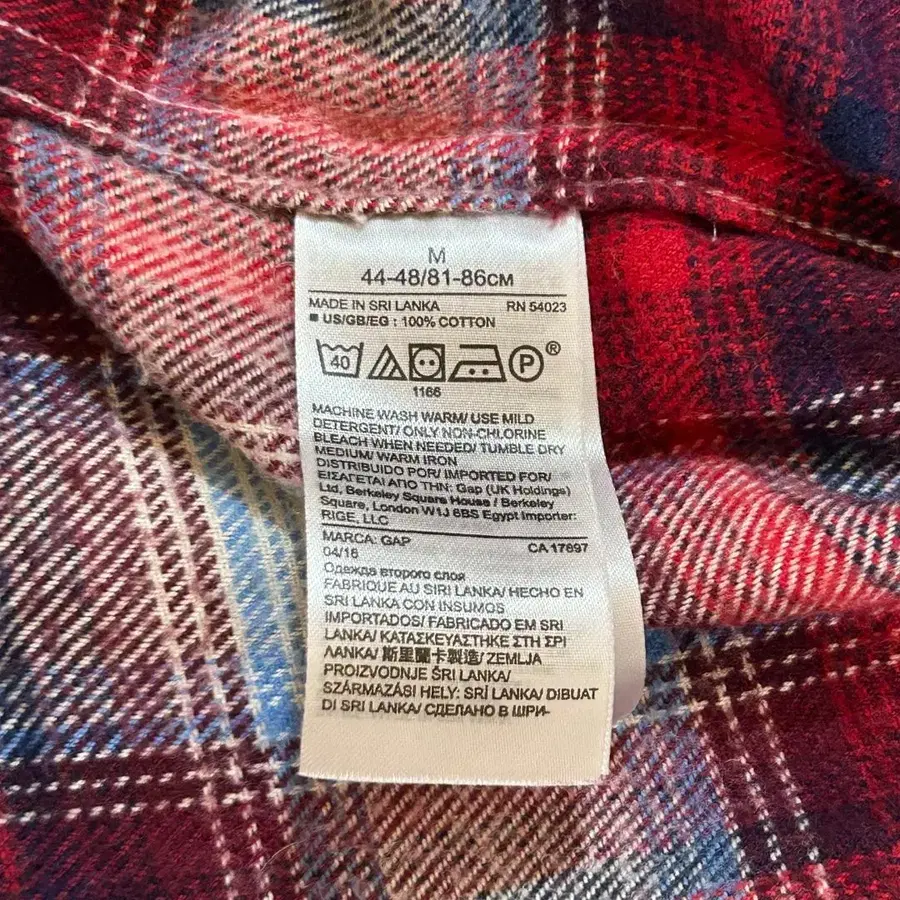 M
44-48/81-86CM
MADE IN SRI LANKA RN 54023
■ US/GB/EG : 100% COTTON
40 P ®
1166
MACHINE WASH WARM/ USE MILD
DETERGENT/ ONLY NON-CHLORINE
BLEACH WHEN NEEDED/ TUMBLE DRY
MEDIUM/ WARM IRON
DISTRIBUIDO POR/ IMPORTED FOR/
ΕΙΣΑΓΕΤΑΙ ΑΠΟ ΤΗΝ: Gap (UK Holdings)
Ltd, Berkeley Square House / Berkeley
Square, London W1J 6BS Egypt Importer:
RIGE, LLC
MARCA: GAP CA 17897
04/16
Одежда второго слоя
FABRIQUE AU SIRI LANKA/ HECHO EN
SRI LANKA CON INSUMOS
IMPORTADOS/ FABRICADO EM SRI
LANKA/ ΚΑΤΑΣΚΕΥΑΣΤΗΚΕ ΣΤΗ ΣΡΙ
ΛΑΝΚΑ/ 斯里蘭卡製造/ ZEMLJA
PROIZVODNJE ŠRI LANKA/
SZÁRMAZÁSI HELY: SRÍ LANKA/ DIBUAT
DI SRI LANKA/ СДЕЛАНО В ШРИ-